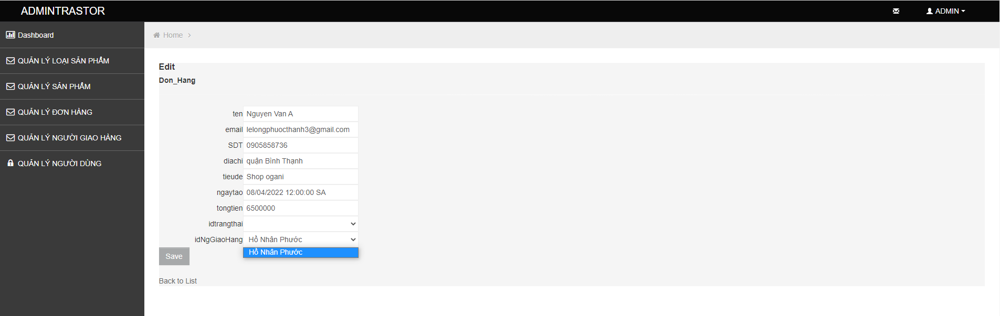 ADMINTRASTOR
ADMIN
Dashboard
QUẢN LÝ LOẠI SẢN PHẨM
QUẢN LÝ SẢN PHẨM
QUẢN LÝ ĐƠN HÀNG
QUẢN LÝ NGƯỜI GIAO HÀNG
QUẢN LÝ NGƯỜI DÙNG
Home
Edit
Don_Hang
ten Nguyen Van A
email lelongphuocthanh3@gmail.com
SDT 0905858736
diachi quận Bình Thạnh
tieude Shop ogani
ngaytao 08/04/2022 12:00:00 SA
tongtien 6500000
idtrangthai
idNgGiaoHang Hồ Nhân Phước
Hồ Nhân Phước
Save
Back to List